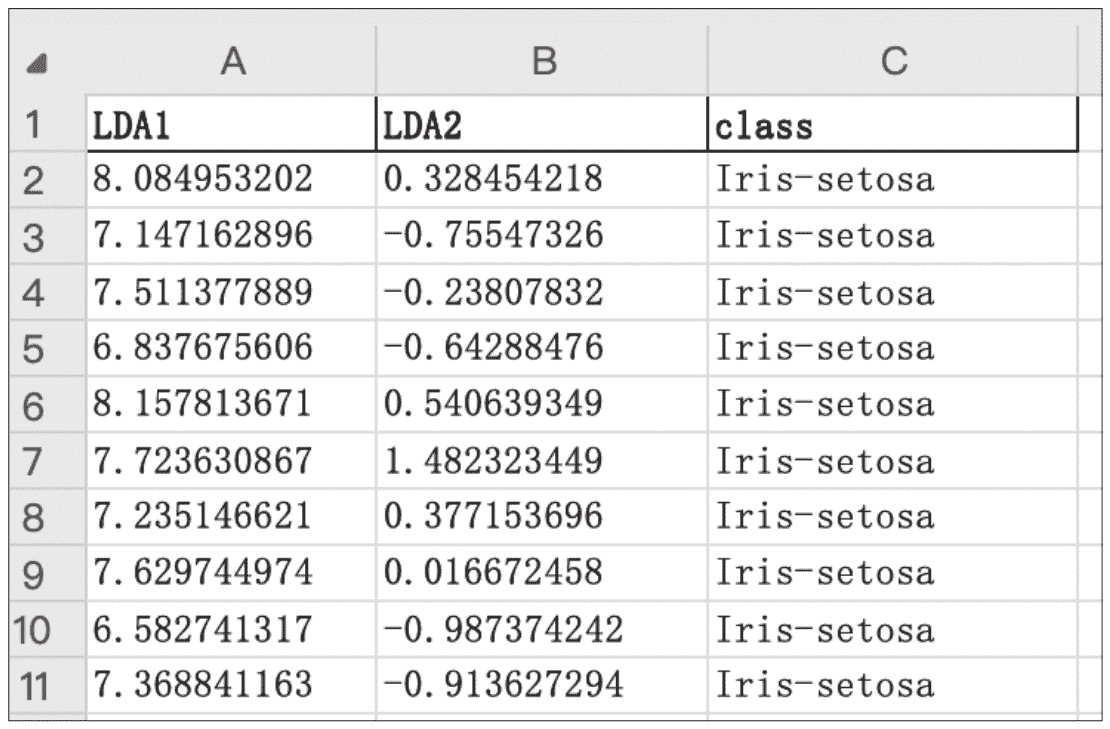 A B C
1 LDA1 LDA2 class
2 8.084953202 0.328454218 Iris-setosa
3 7.147162896 -0.75547326 Iris-setosa
4 7.511377889 -0.23807832 Iris-setosa
5 6.837675606 -0.64288476 Iris-setosa
6 8.157813671 0.540639349 Iris-setosa
7 7.723630867 1.482323449 Iris-setosa
8 7.235146621 0.377153696 Iris-setosa
9 7.629744974 0.016672458 Iris-setosa
10 6.582741317 -0.987374242 Iris-setosa
11 7.368841163 -0.913627294 Iris-setosa